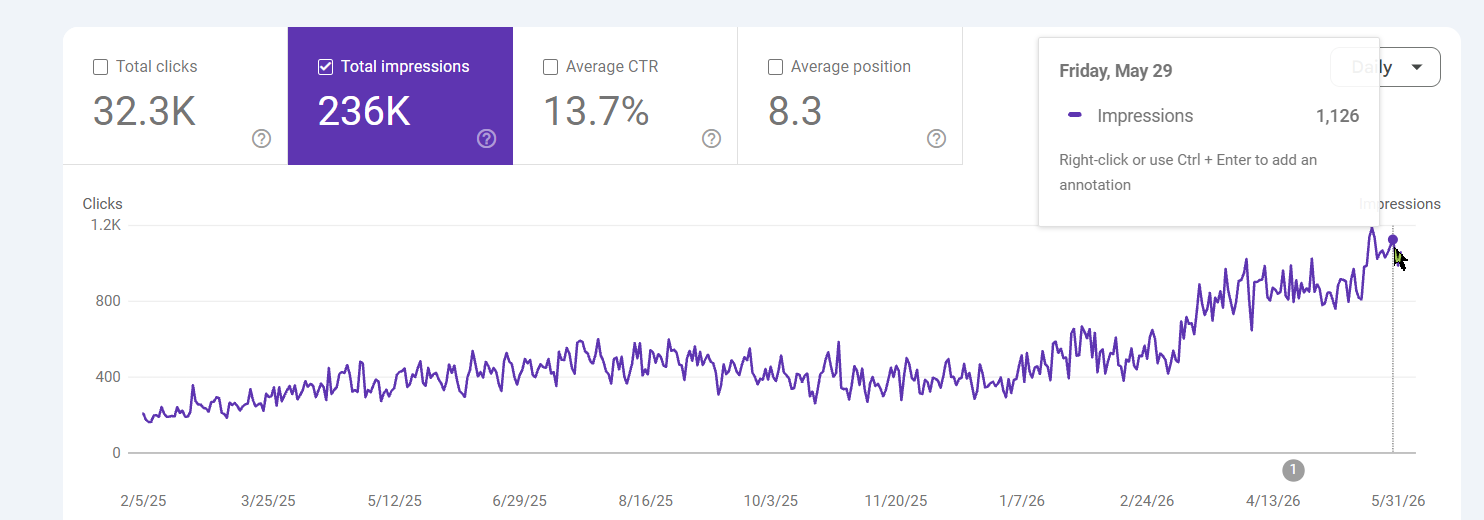 Total clicks
32.3K
Total impressions
236K
Average CTR
13.7%
Average position
8.3
Daily
Friday, May 29
Impressions 1,126
Right-click or use Ctrl + Enter to add an
annotation
Clicks
Impressions
1.2K
800
400
0
1
2/5/25 3/25/25 5/12/25 6/29/25 8/16/25 10/3/25 11/20/25 1/7/26 2/24/26 4/13/26 5/31/26